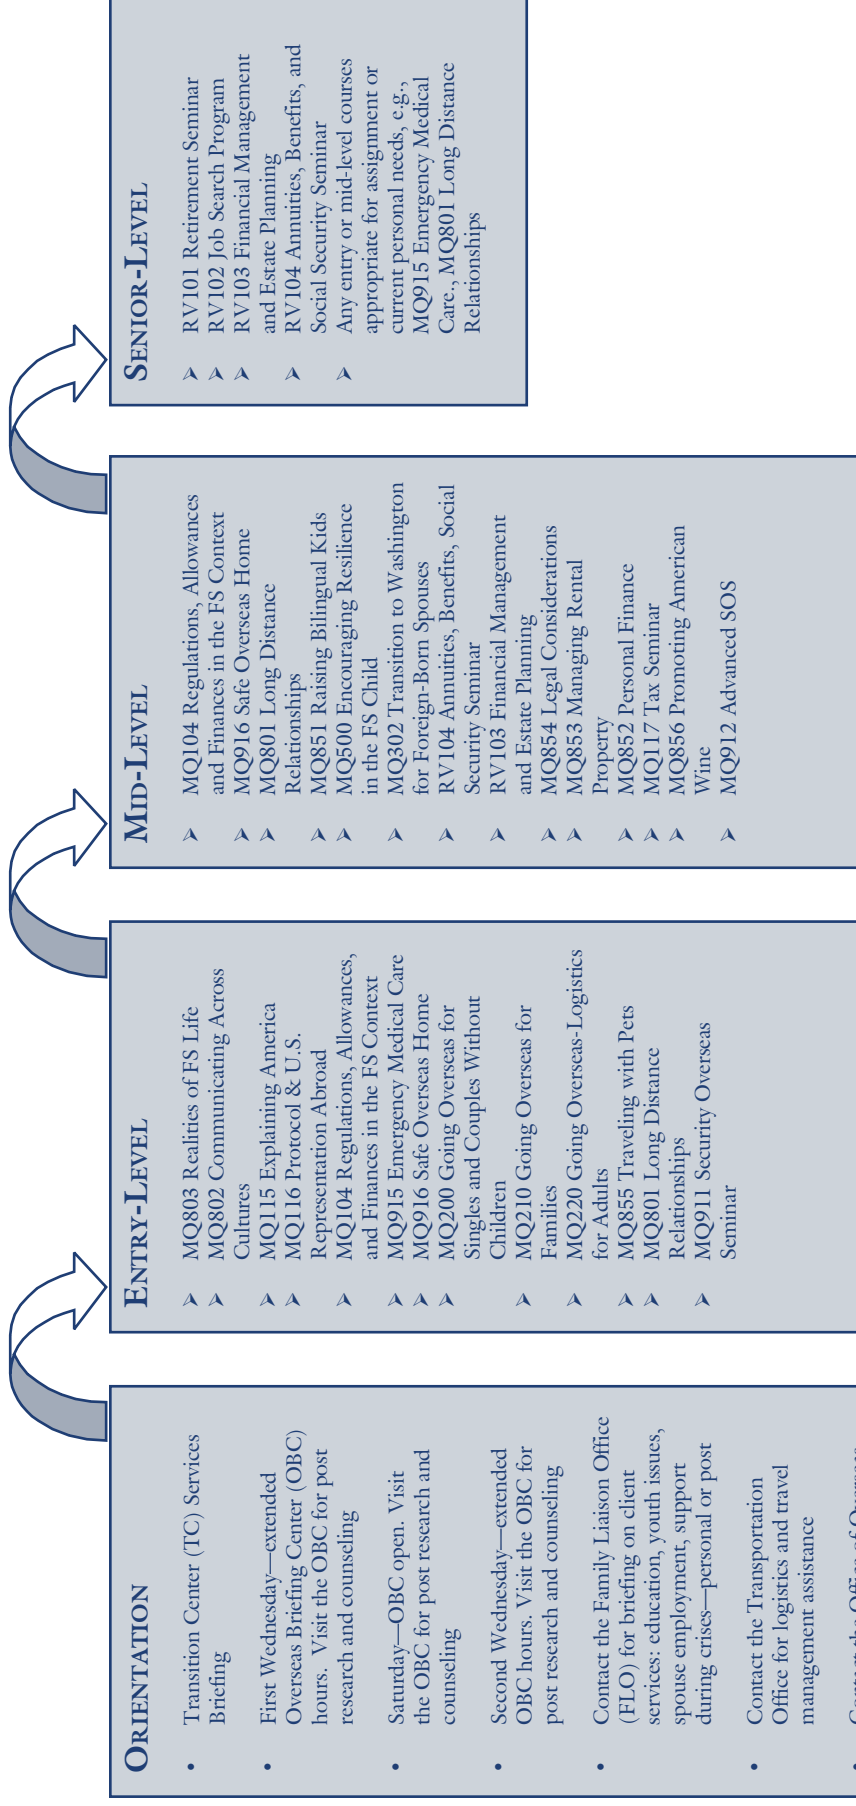 ORIENTATION
• Transition Center (TC) Services
Briefing
• First Wednesday—extended
Overseas Briefing Center (OBC)
hours. Visit the OBC for post
research and counseling
• Saturday—OBC open. Visit
the OBC for post research and
counseling
• Second Wednesday—extended
OBC hours. Visit the OBC for
post research and counseling
• Contact the Family Liaison Office
(FLO) for briefing on client
services: education, youth issues,
spouse employment, support
during crises—personal or post
• Contact the Transportation
Office for logistics and travel
management assistance
ENTRY-LEVEL
➢ MQ803 Realities of FS Life
➢ MQ802 Communicating Across
Cultures
➢ MQ115 Explaining America
➢ MQ116 Protocol & U.S.
Representation Abroad
➢ MQ104 Regulations, Allowances,
and Finances in the FS Context
➢ MQ915 Emergency Medical Care
➢ MQ916 Safe Overseas Home
➢ MQ200 Going Overseas for
Singles and Couples Without
Children
➢ MQ210 Going Overseas for
Families
➢ MQ220 Going Overseas-Logistics
for Adults
➢ MQ855 Traveling with Pets
➢ MQ801 Long Distance
Relationships
➢ MQ911 Security Overseas
Seminar
MID-LEVEL
➢ MQ104 Regulations, Allowances
and Finances in the FS Context
➢ MQ916 Safe Overseas Home
➢ MQ801 Long Distance
Relationships
➢ MQ851 Raising Bilingual Kids
➢ MQ500 Encouraging Resilience
in the FS Child
➢ MQ302 Transition to Washington
for Foreign-Born Spouses
➢ RV104 Annuities, Benefits, Social
Security Seminar
➢ RV103 Financial Management
and Estate Planning
➢ MQ854 Legal Considerations
➢ MQ853 Managing Rental
Property
➢ MQ852 Personal Finance
➢ MQ117 Tax Seminar
➢ MQ856 Promoting American
Wine
➢ MQ912 Advanced SOS
SENIOR-LEVEL
➢ RV101 Retirement Seminar
➢ RV102 Job Search Program
➢ RV103 Financial Management
and Estate Planning
➢ RV104 Annuities, Benefits, and
Social Security Seminar
➢ Any entry or mid-level courses
appropriate for assignment or
current personal needs, e.g.,
MQ915 Emergency Medical
Care., MQ801 Long Distance
Relationships